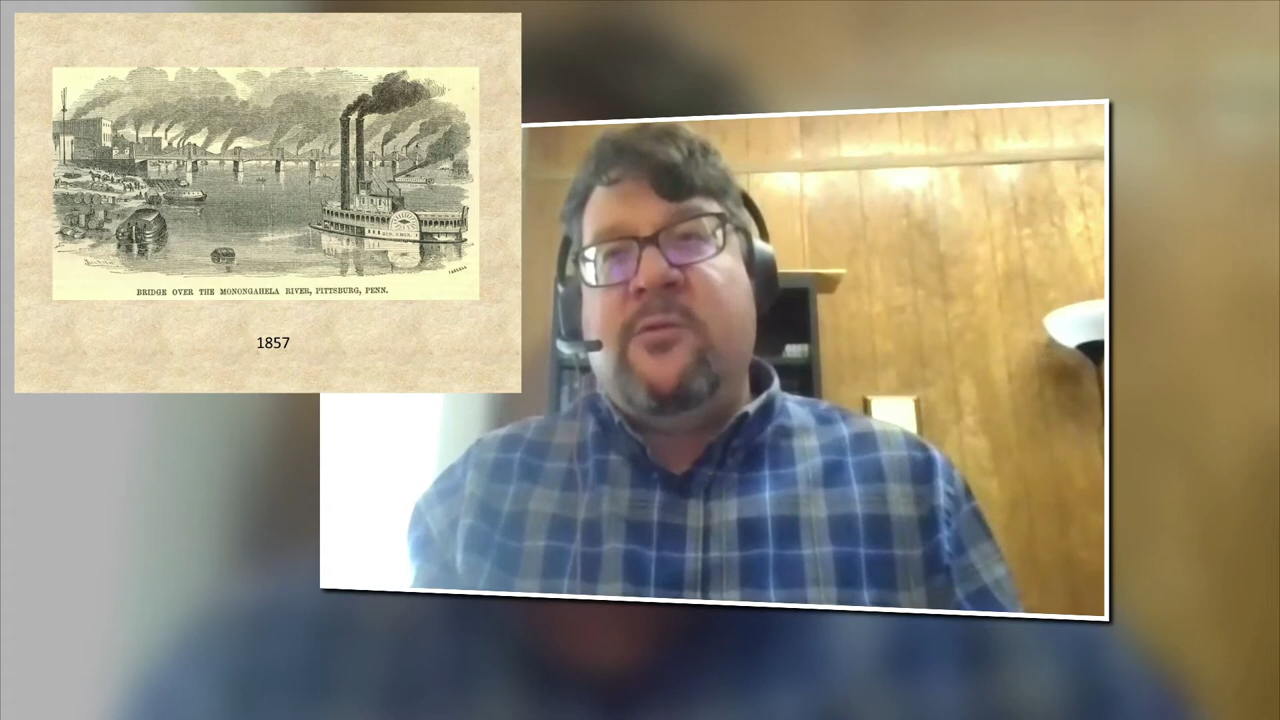 BRIDGE OVER THE MONONGAHELA RIVER, PITTSBURG, PENN.
1857